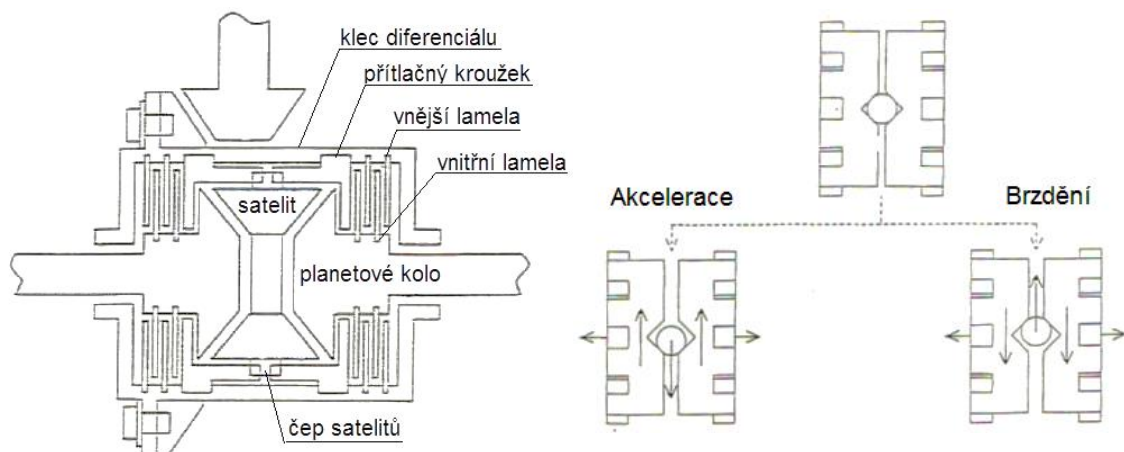 klec diferenciálu
přítlačný kroužek
vnější lamela
vnitřní lamela
satelit
planetové kolo
čep satelitů
Akcelerace
Brzdění